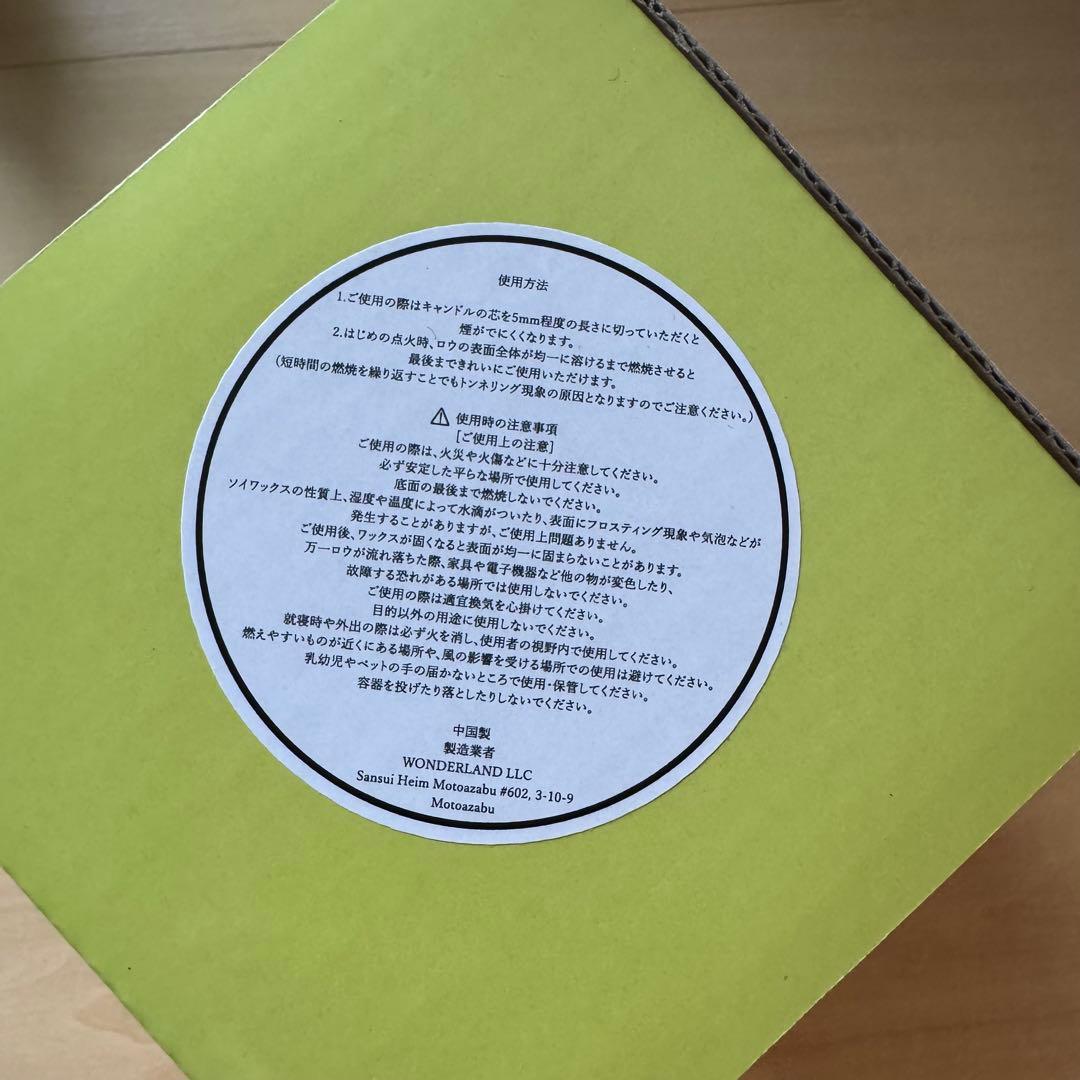 使用方法
1.ご使用の際はキャンドルの芯を5mm程度の長さに切っていただくと
煙がでにくくなります。
2.はじめの点火時、ロウの表面全体が均一に溶けるまで燃焼させると
最後まできれいにご使用いただけます。
(短時間の燃焼を繰り返すことでもトンネリング現象の原因となりますのでご注意ください。)
⚠ 使用時の注意事項
[ご使用上の注意]
ご使用の際は、火災や火傷などに十分注意してください。
必ず安定した平らな場所で使用してください。
底面の最後まで燃焼しないでください。
ソイワックスの性質上、湿度や温度によって水滴がついたり、表面にフロスティング現象や気泡などが
発生することがありますが、ご使用上問題ありません。
ご使用後、ワックスが固くなると表面が均一に固まらないことがあります。
万一ロウが流れ落ちた際、家具や電子機器など他の物が変色したり、
故障する恐れがある場所では使用しないでください。
ご使用の際は適宜換気を心掛けてください。
目的以外の用途に使用しないでください。
就寝時や外出の際は必ず火を消し、使用者の視野内で使用してください。
燃えやすいものが近くにある場所や、風の影響を受ける場所での使用は避けてください。
乳幼児やペットの手の届かないところで使用・保管してください。
容器を投げたり落としたりしないでください。
中国製
製造業者
WONDERLAND LLC
Sansui Heim Motoazabu #602, 3-10-9
Motoazabu